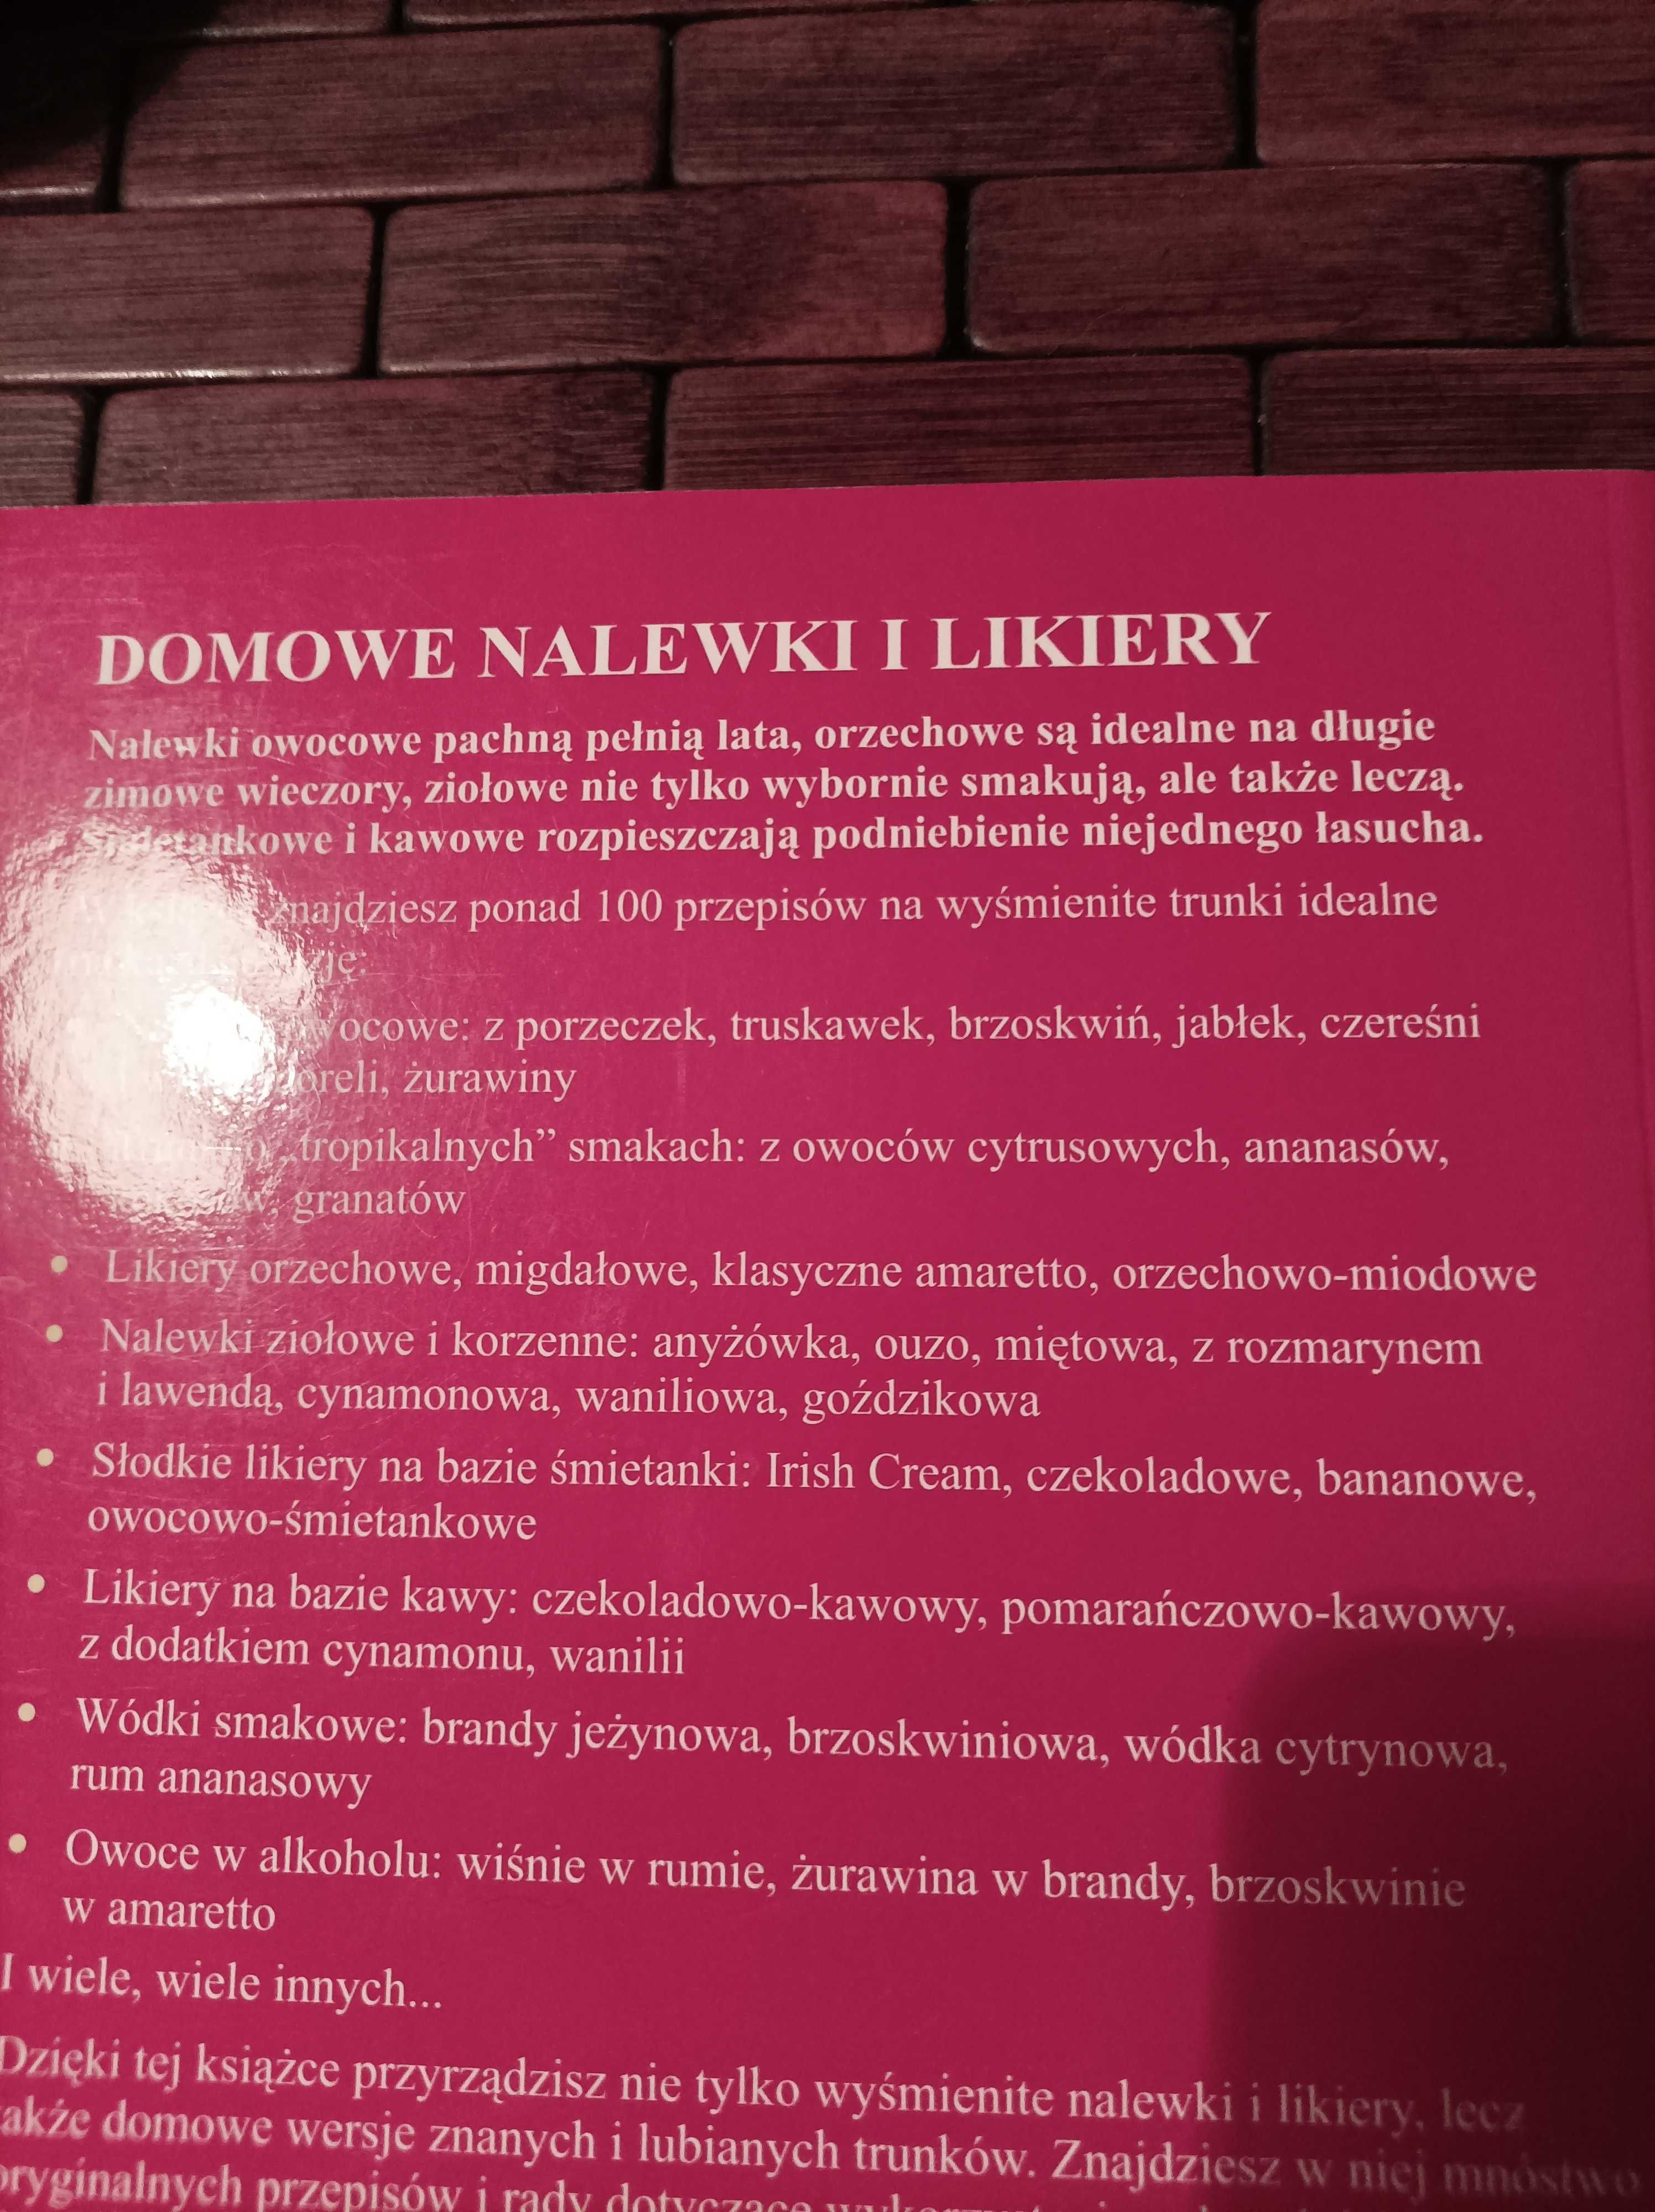 DOMOWE NALEWKI I LIKIERY
Nalewki owocowe pachną pełnią lata, orzechowe są idealne na długie
zimowe wieczory, ziołowe nie tylko wybornie smakują, ale także leczą.
Śmietankowe i kawowe rozpieszczają podniebienie niejednego łasucha.
znajdziesz ponad 100 przepisów na wyśmienite trunki idealne
owocowe: z porzeczek, truskawek, brzoskwiń, jabłek, czereśni
żurawiny
o „tropikalnych” smakach: z owoców cytrusowych, ananasów,
granatów
• Likiery orzechowe, migdałowe, klasyczne amaretto, orzechowo-miodowe
• Nalewki ziołowe i korzenne: anyżówka, ouzo, miętowa, z rozmarynem
i lawendą, cynamonowa, waniliowa, goździkowa
• Słodkie likiery na bazie śmietanki: Irish Cream, czekoladowe, bananowe,
owocowo-śmietankowe
• Likiery na bazie kawy: czekoladowo-kawowy, pomarańczowo-kawowy,
z dodatkiem cynamonu, wanilii
• Wódki smakowe: brandy jeżynowa, brzoskwiniowa, wódka cytrynowa,
rum ananasowy
• Owoce w alkoholu: wiśnie w rumie, żurawina w brandy, brzoskwinie
w amaretto
I wiele, wiele innych...
Dzięki tej książce przyrządzisz nie tylko wyśmienite nalewki i likiery, lecz
akże domowe wersje znanych i lubianych trunków. Znajdziesz w niej mnóstwo
oryginalnych przepisów i rady